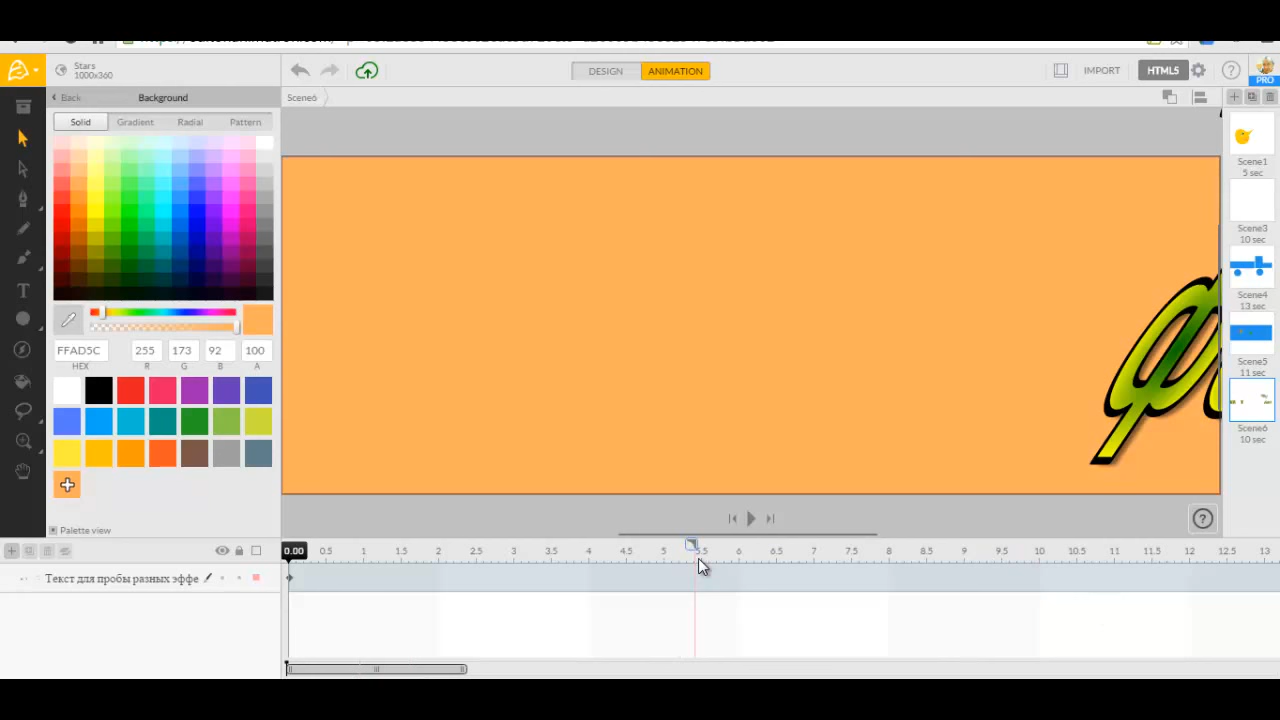 Stars
1000x360
DESIGN
ANIMATION
IMPORT
HTML5
?
PRO
Back
Background
Scene6
Solid
Gradient
Radial
Pattern
Scene1
5 sec
Scene3
10 sec
Scene4
13 sec
Scene5
11 sec
Scene6
10 sec
FFAD5C
255
173
92
100
HEX
R
G
B
A
Palette view
?
0.00
0.5
1
1.5
2
2.5
3
3.5
4
4.5
5
5.5
6
6.5
7
7.5
8
8.5
9
9.5
10
10.5
11
11.5
12
12.5
13
Текст для пробы разных эффе